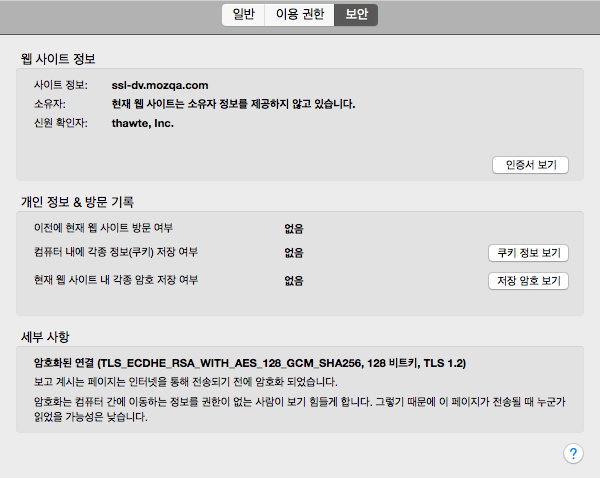 일반 이용 권한 보안
웹 사이트 정보
사이트 정보: ssl-dv.mozqa.com
소유자: 현재 웹 사이트는 소유자 정보를 제공하지 않고 있습니다.
신원 확인자: thawte, Inc.
인증서 보기
개인 정보 & 방문 기록
이전에 현재 웹 사이트 방문 여부 없음
컴퓨터 내에 각종 정보(쿠키) 저장 여부 없음 쿠키 정보 보기
현재 웹 사이트 내 각종 암호 저장 여부 없음 저장 암호 보기
세부 사항
암호화된 연결 (TLS_ECDHE_RSA_WITH_AES_128_GCM_SHA256, 128 비트키, TLS 1.2)
보고 계시는 페이지는 인터넷을 통해 전송되기 전에 암호화 되었습니다.
암호화는 컴퓨터 간에 이동하는 정보를 권한이 없는 사람이 보기 힘들게 합니다. 그렇기 때문에 이 페이지가 전송될 때 누군가
읽었을 가능성은 낮습니다.
?